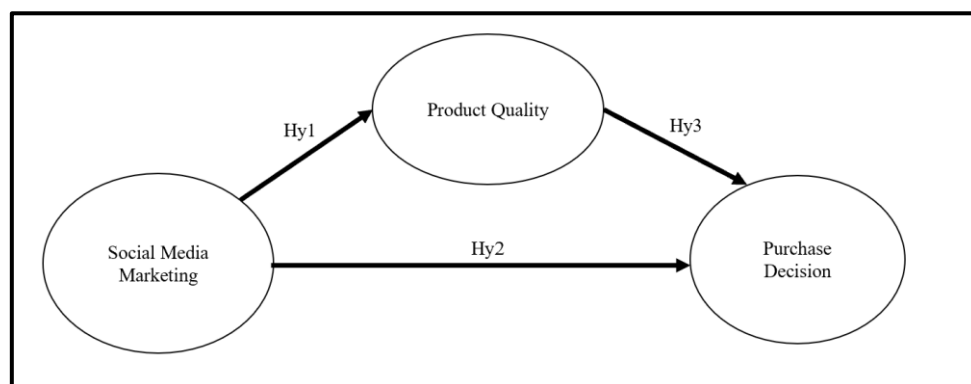 Product Quality
Hy1
Hy3
Social Media
Marketing
Hy2
Purchase
Decision